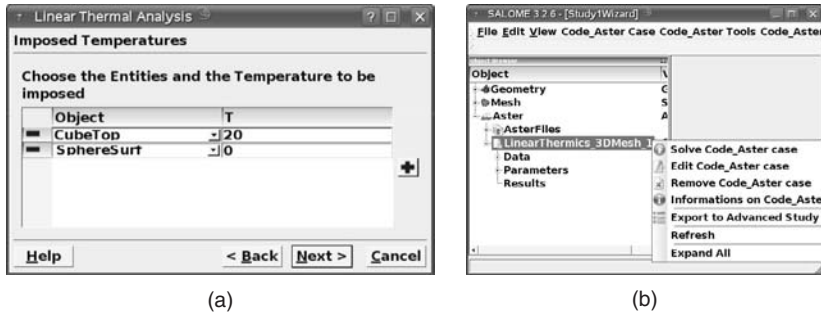 Linear Thermal Analysis
Imposed Temperatures
Choose the Entities and the Temperature to be
imposed
Object T
CubeTop 20
SphereSurf 0
Help < Back Next > Cancel
(a)
SALOME 3.2.6 - [Study1Wizard]
File Edit View Code_Aster Case Code_Aster Tools Code_Aster
Object Browser
Object
Geometry
Mesh
Aster
AsterFiles
LinearThermics_3DMesh_1
Data
Parameters
Results
Solve Code_Aster case
Edit Code_Aster case
Remove Code_Aster case
Informations on Code_Aste
Export to Advanced Study
Refresh
Expand All
(b)